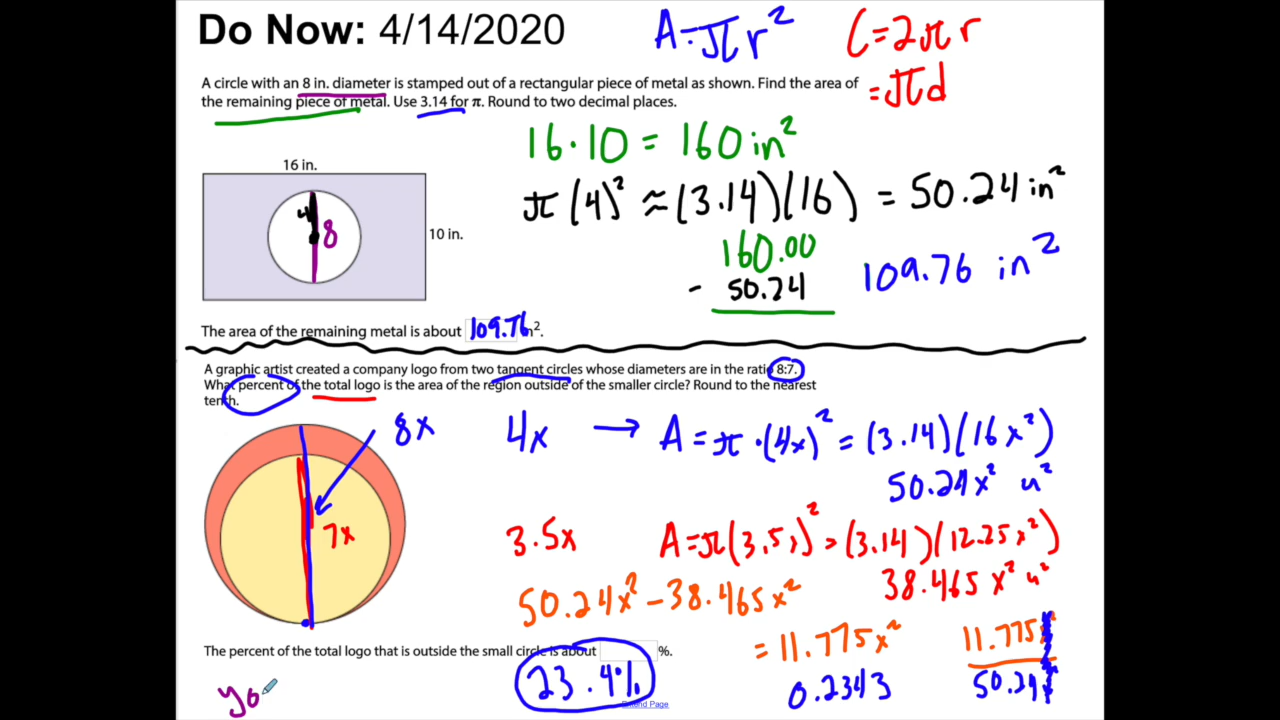 Do Now: 4/14/2020
A = πr²
C = 2πr
= πd
A circle with an 8 in. diameter is stamped out of a rectangular piece of metal as shown. Find the area of
the remaining piece of metal. Use 3.14 for π. Round to two decimal places.
16 · 10 = 160 in²
16 in.
π(4)² ≈ (3.14)(16) = 50.24 in²
4
8
10 in.
160.00
- 50.24
109.76 in²
The area of the remaining metal is about 109.76 in².
A graphic artist created a company logo from two tangent circles whose diameters are in the ratio 8:7.
What percent of the total logo is the area of the region outside of the smaller circle? Round to the nearest
tenth.
8x
4x → A = π · (4x)² = (3.14)(16x²)
50.24x² u²
7x
3.5x A = π(3.5x)² = (3.14)(12.25x²)
38.465x² u²
50.24x² - 38.465x²
= 11.775x²
11.775x²
50.24x²
0.2343
The percent of the total logo that is outside the small circle is about %.
23.4%
Extend Page
yo